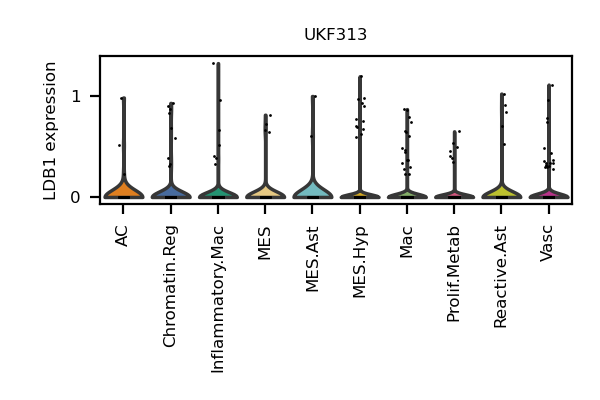 UKF313
LDB1 expression
1
0
AC
Chromatin.Reg
Inflammatory.Mac
MES
MES.Ast
MES.Hyp
Mac
Prolif.Metab
Reactive.Ast
Vasc